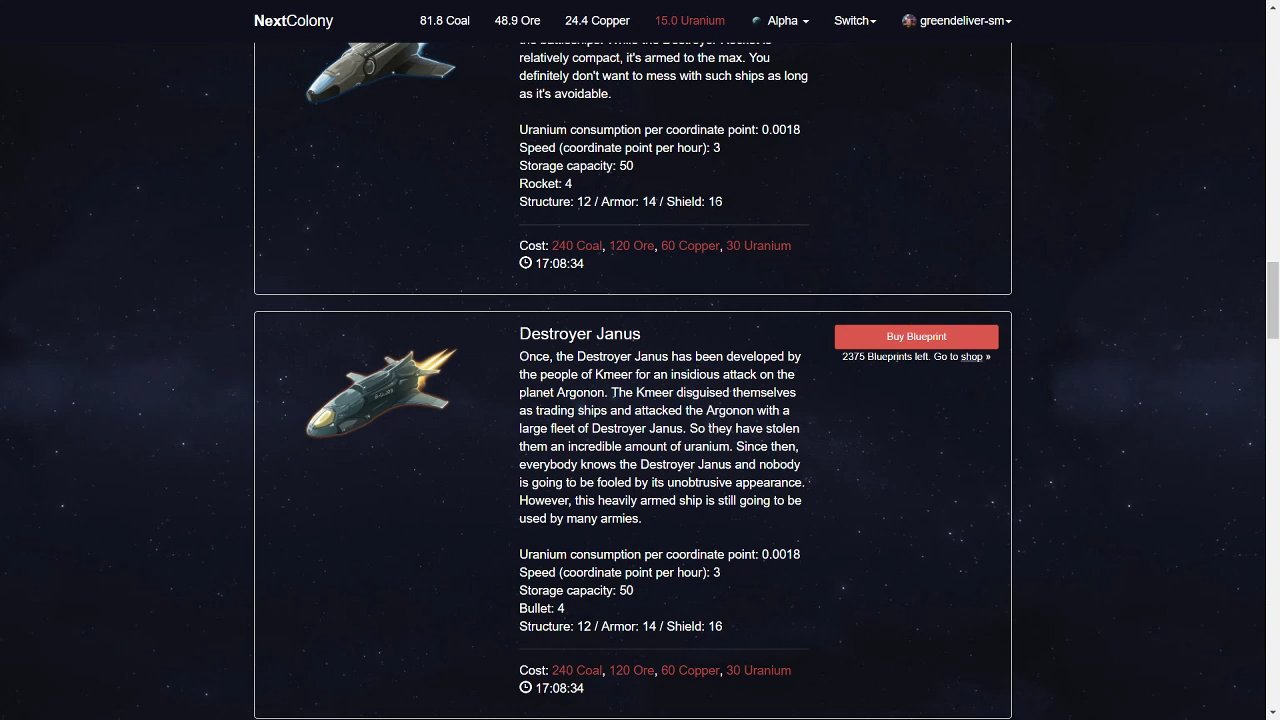 NextColony 81.8 Coal 48.9 Ore 24.4 Copper 15.0 Uranium Alpha Switch greendeliver-sm
relatively compact, it's armed to the max. You
definitely don't want to mess with such ships as long
as it's avoidable.
Uranium consumption per coordinate point: 0.0018
Speed (coordinate point per hour): 3
Storage capacity: 50
Rocket: 4
Structure: 12 / Armor: 14 / Shield: 16
Cost: 240 Coal, 120 Ore, 60 Copper, 30 Uranium
17:08:34
Destroyer Janus
Once, the Destroyer Janus has been developed by
the people of Kmeer for an insidious attack on the
planet Argonon. The Kmeer disguised themselves
as trading ships and attacked the Argonon with a
large fleet of Destroyer Janus. So they have stolen
them an incredible amount of uranium. Since then,
everybody knows the Destroyer Janus and nobody
is going to be fooled by its unobtrusive appearance.
However, this heavily armed ship is still going to be
used by many armies.
Uranium consumption per coordinate point: 0.0018
Speed (coordinate point per hour): 3
Storage capacity: 50
Bullet: 4
Structure: 12 / Armor: 14 / Shield: 16
Cost: 240 Coal, 120 Ore, 60 Copper, 30 Uranium
17:08:34
Buy Blueprint
2375 Blueprints left. Go to shop »